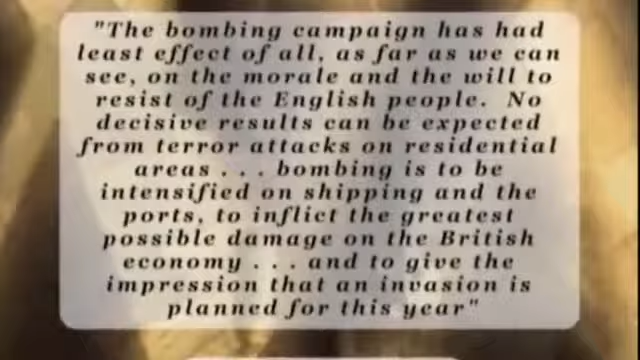 "The bombing campaign has had
least effect of all, as far as we can
see, on the morale and the will to
resist of the English people. No
decisive results can be expected
from terror attacks on residential
areas . . . bombing is to be
intensified on shipping and the
ports, to inflict the greatest
possible damage on the British
economy . . . and to give the
impression that an invasion is
planned for this year"